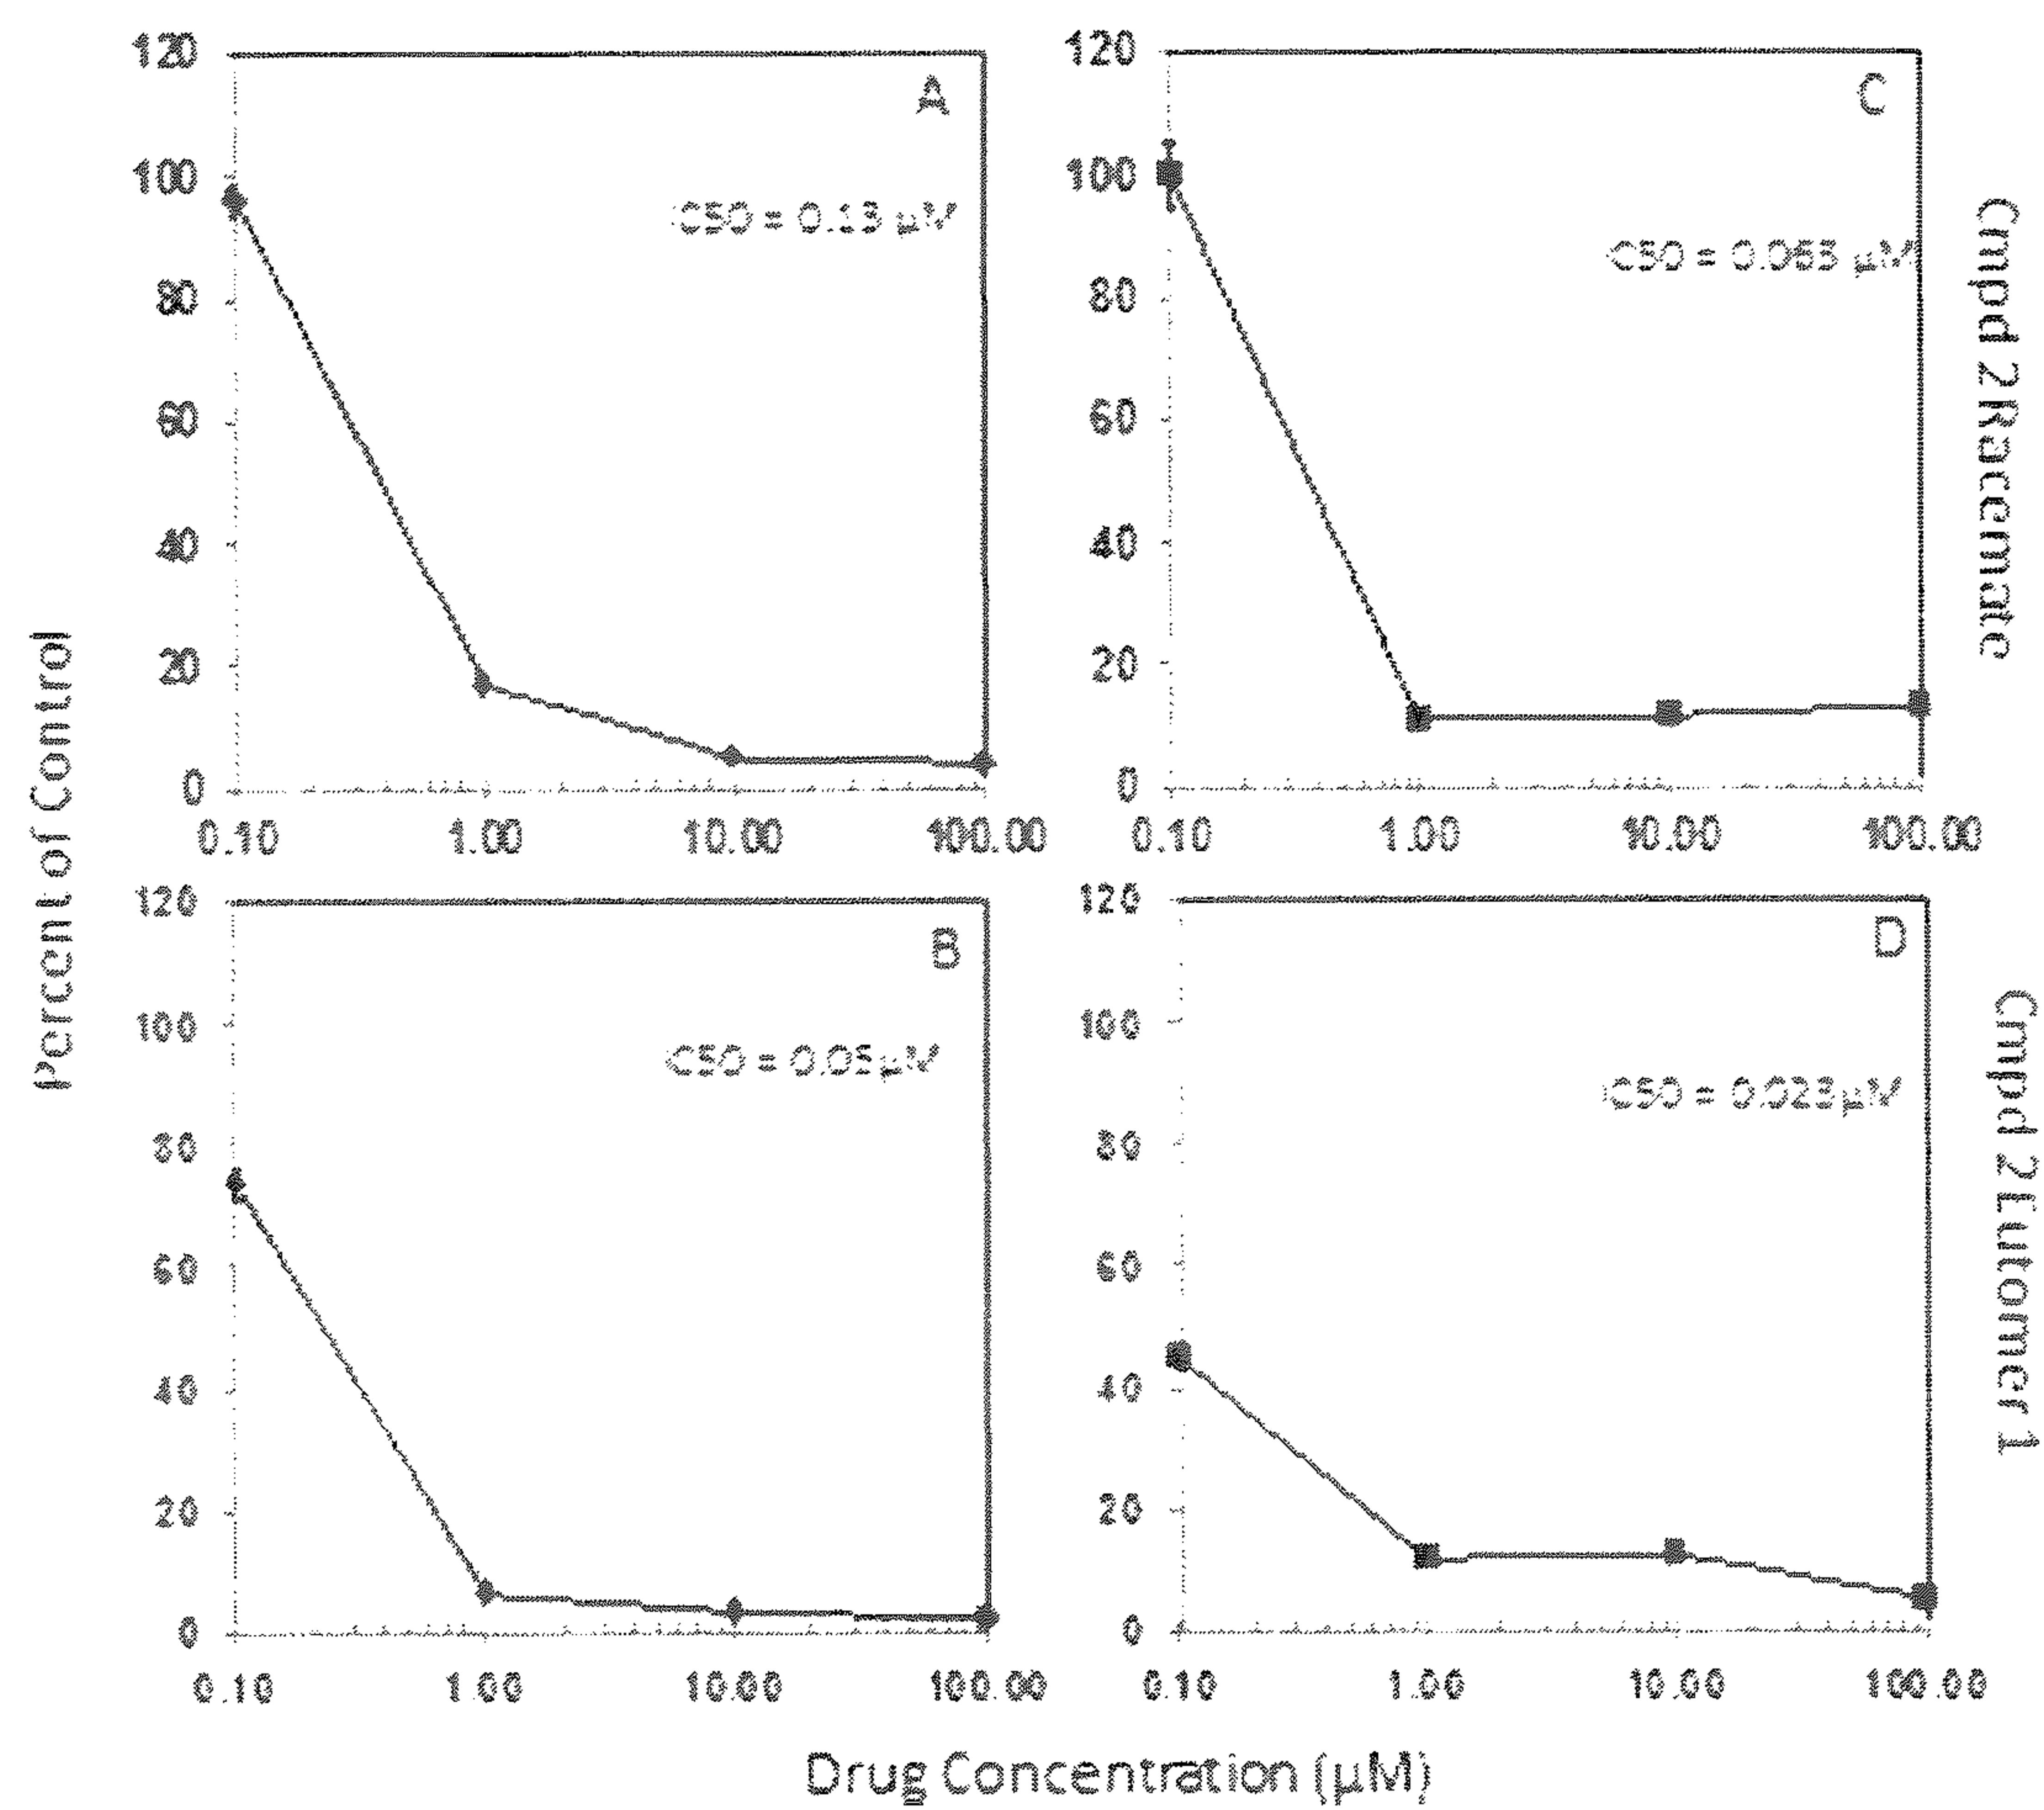 Percent of Control
120
100
80
60
40
20
0
A
IC50 = 0.13 µM
0.10 1.00 10.00 100.00
120
100
80
60
40
20
0
C
IC50 = 0.063 µM
0.10 1.00 10.00 100.00
Cmpd 2 Racemate
120
100
80
60
40
20
0
B
IC50 = 0.05µM
0.10 1.00 10.00 100.00
120
100
80
60
40
20
0
D
IC50 = 0.023µM
0.10 1.00 10.00 100.00
Cmpd 2 Eutomer 1
Drug Concentration (µM)